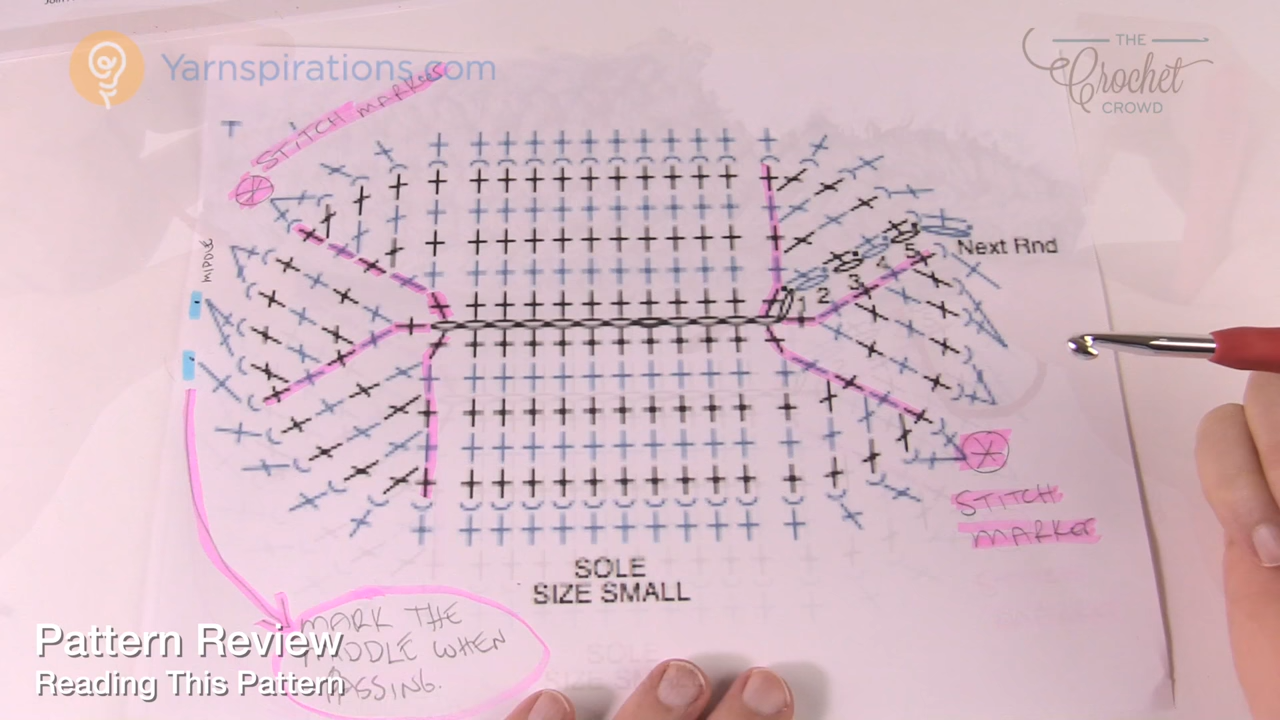 Yarnspirations.com
THE
Crochet
CROWD
STITCH MARKER
MIDDLE
Next Rnd
1 2 3 4 5
STITCH
MARKER
SOLE
SIZE SMALL
MARK THE
MIDDLE WHEN
PASSING.
Pattern Review
Reading This Pattern